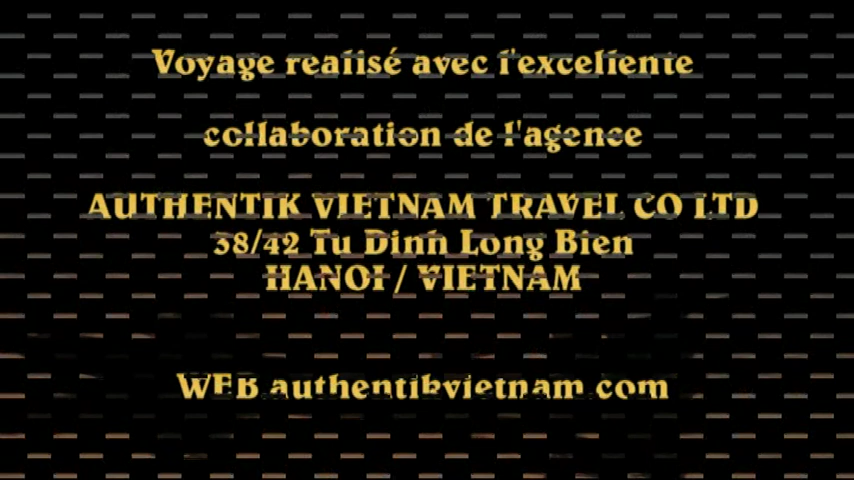 Voyage realisé avec l'excellente
collaboration de l'agence
AUTHENTIK VIETNAM TRAVEL CO LTD
38/42 Tu Dinh Long Bien
HANOI / VIETNAM
WEB authentikvietnam.com